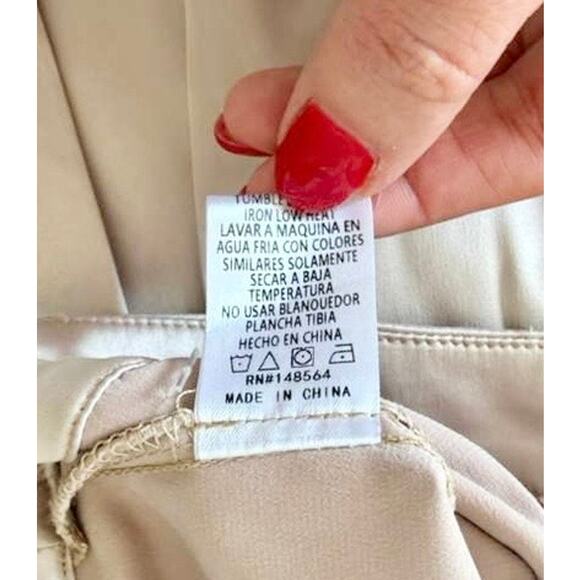 TUMBLE
IRON LOW HEAT
LAVAR A MAQUINA EN
AGUA FRIA CON COLORES
SIMILARES SOLAMENTE
SECAR A BAJA
TEMPERATURA
NO USAR BLANQUEDOR
PLANCHA TIBIA
HECHO EN CHINA
RN#148564
MADE IN CHINA